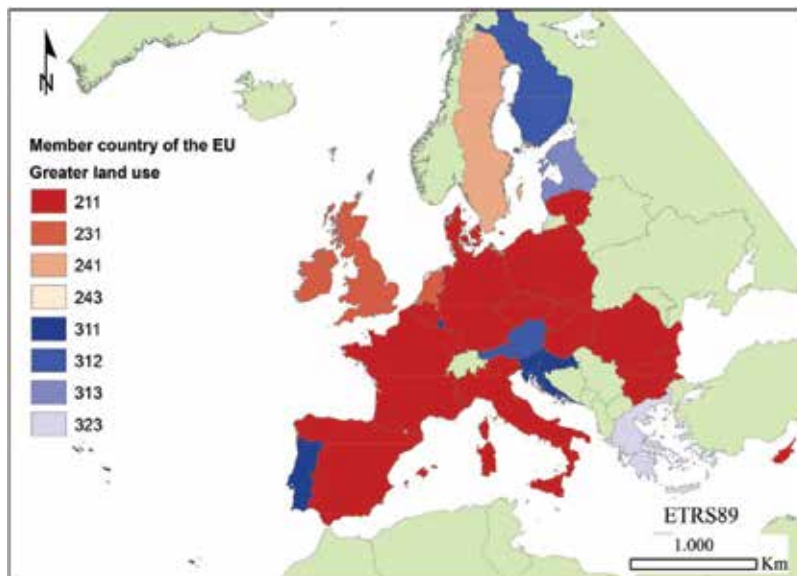 N
Member country of the EU
Greater land use
211
231
241
243
311
312
313
323
ETRS89
1.000
Km